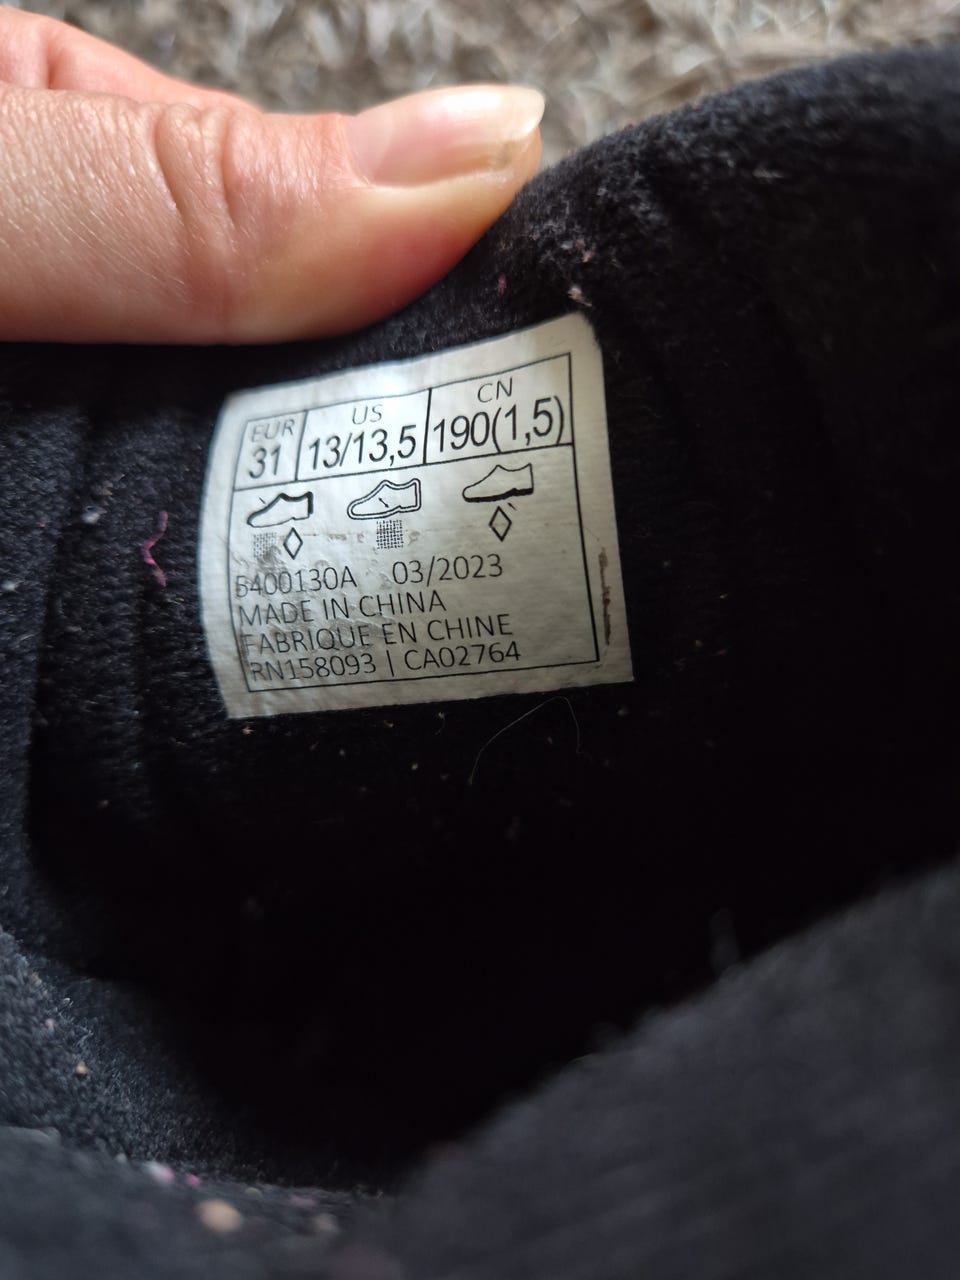 EUR US CN
31 13/13,5 190(1,5)
5400130A 03/2023
MADE IN CHINA
FABRIQUE EN CHINE
RN158093 | CA02764